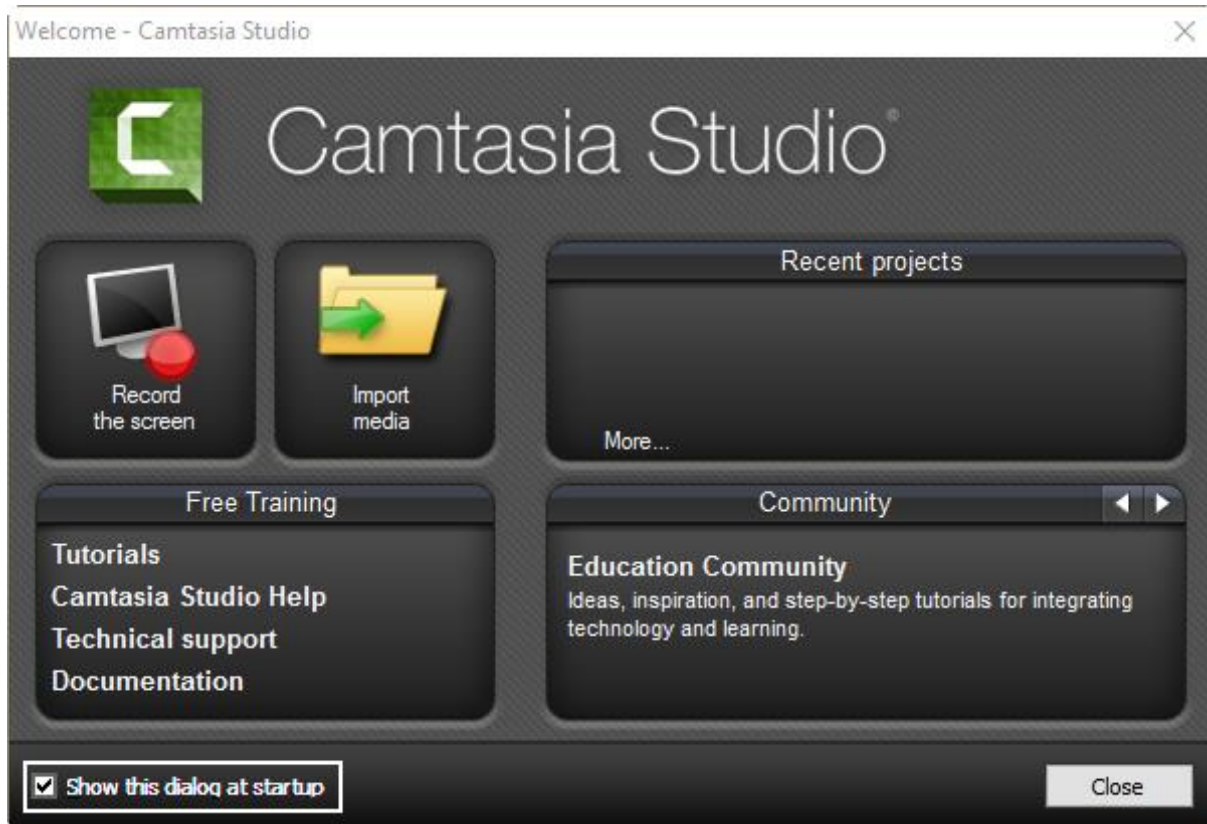 Welcome - Camtasia Studio
Camtasia Studio®
Record
the screen
Import
media
Recent projects
More...
Free Training
Tutorials
Camtasia Studio Help
Technical support
Documentation
Community
Education Community
Ideas, inspiration, and step-by-step tutorials for integrating
technology and learning.
Show this dialog at startup
Close